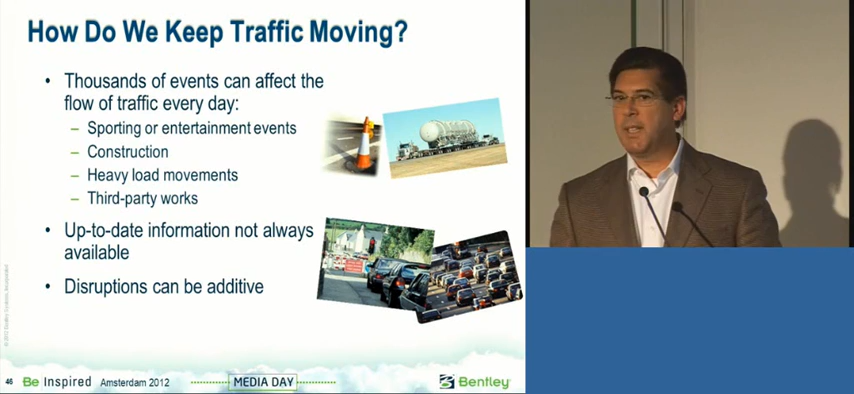 How Do We Keep Traffic Moving?
• Thousands of events can affect the
flow of traffic every day:
– Sporting or entertainment events
– Construction
– Heavy load movements
– Third-party works
• Up-to-date information not always
available
• Disruptions can be additive
46 Be Inspired Amsterdam 2012
MEDIA DAY
Bentley